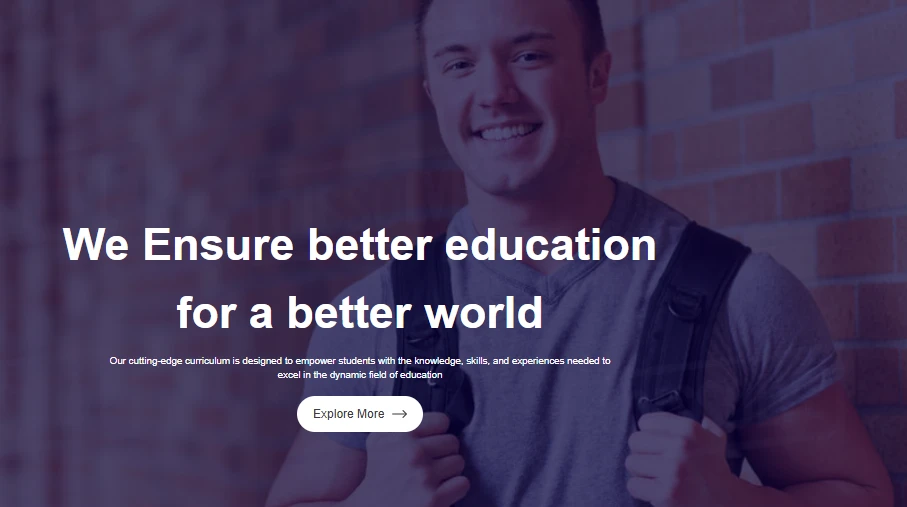 We Ensure better education
for a better world
Our cutting-edge curriculum is designed to empower students with the knowledge, skills, and experiences needed to
excel in the dynamic field of education
Explore More